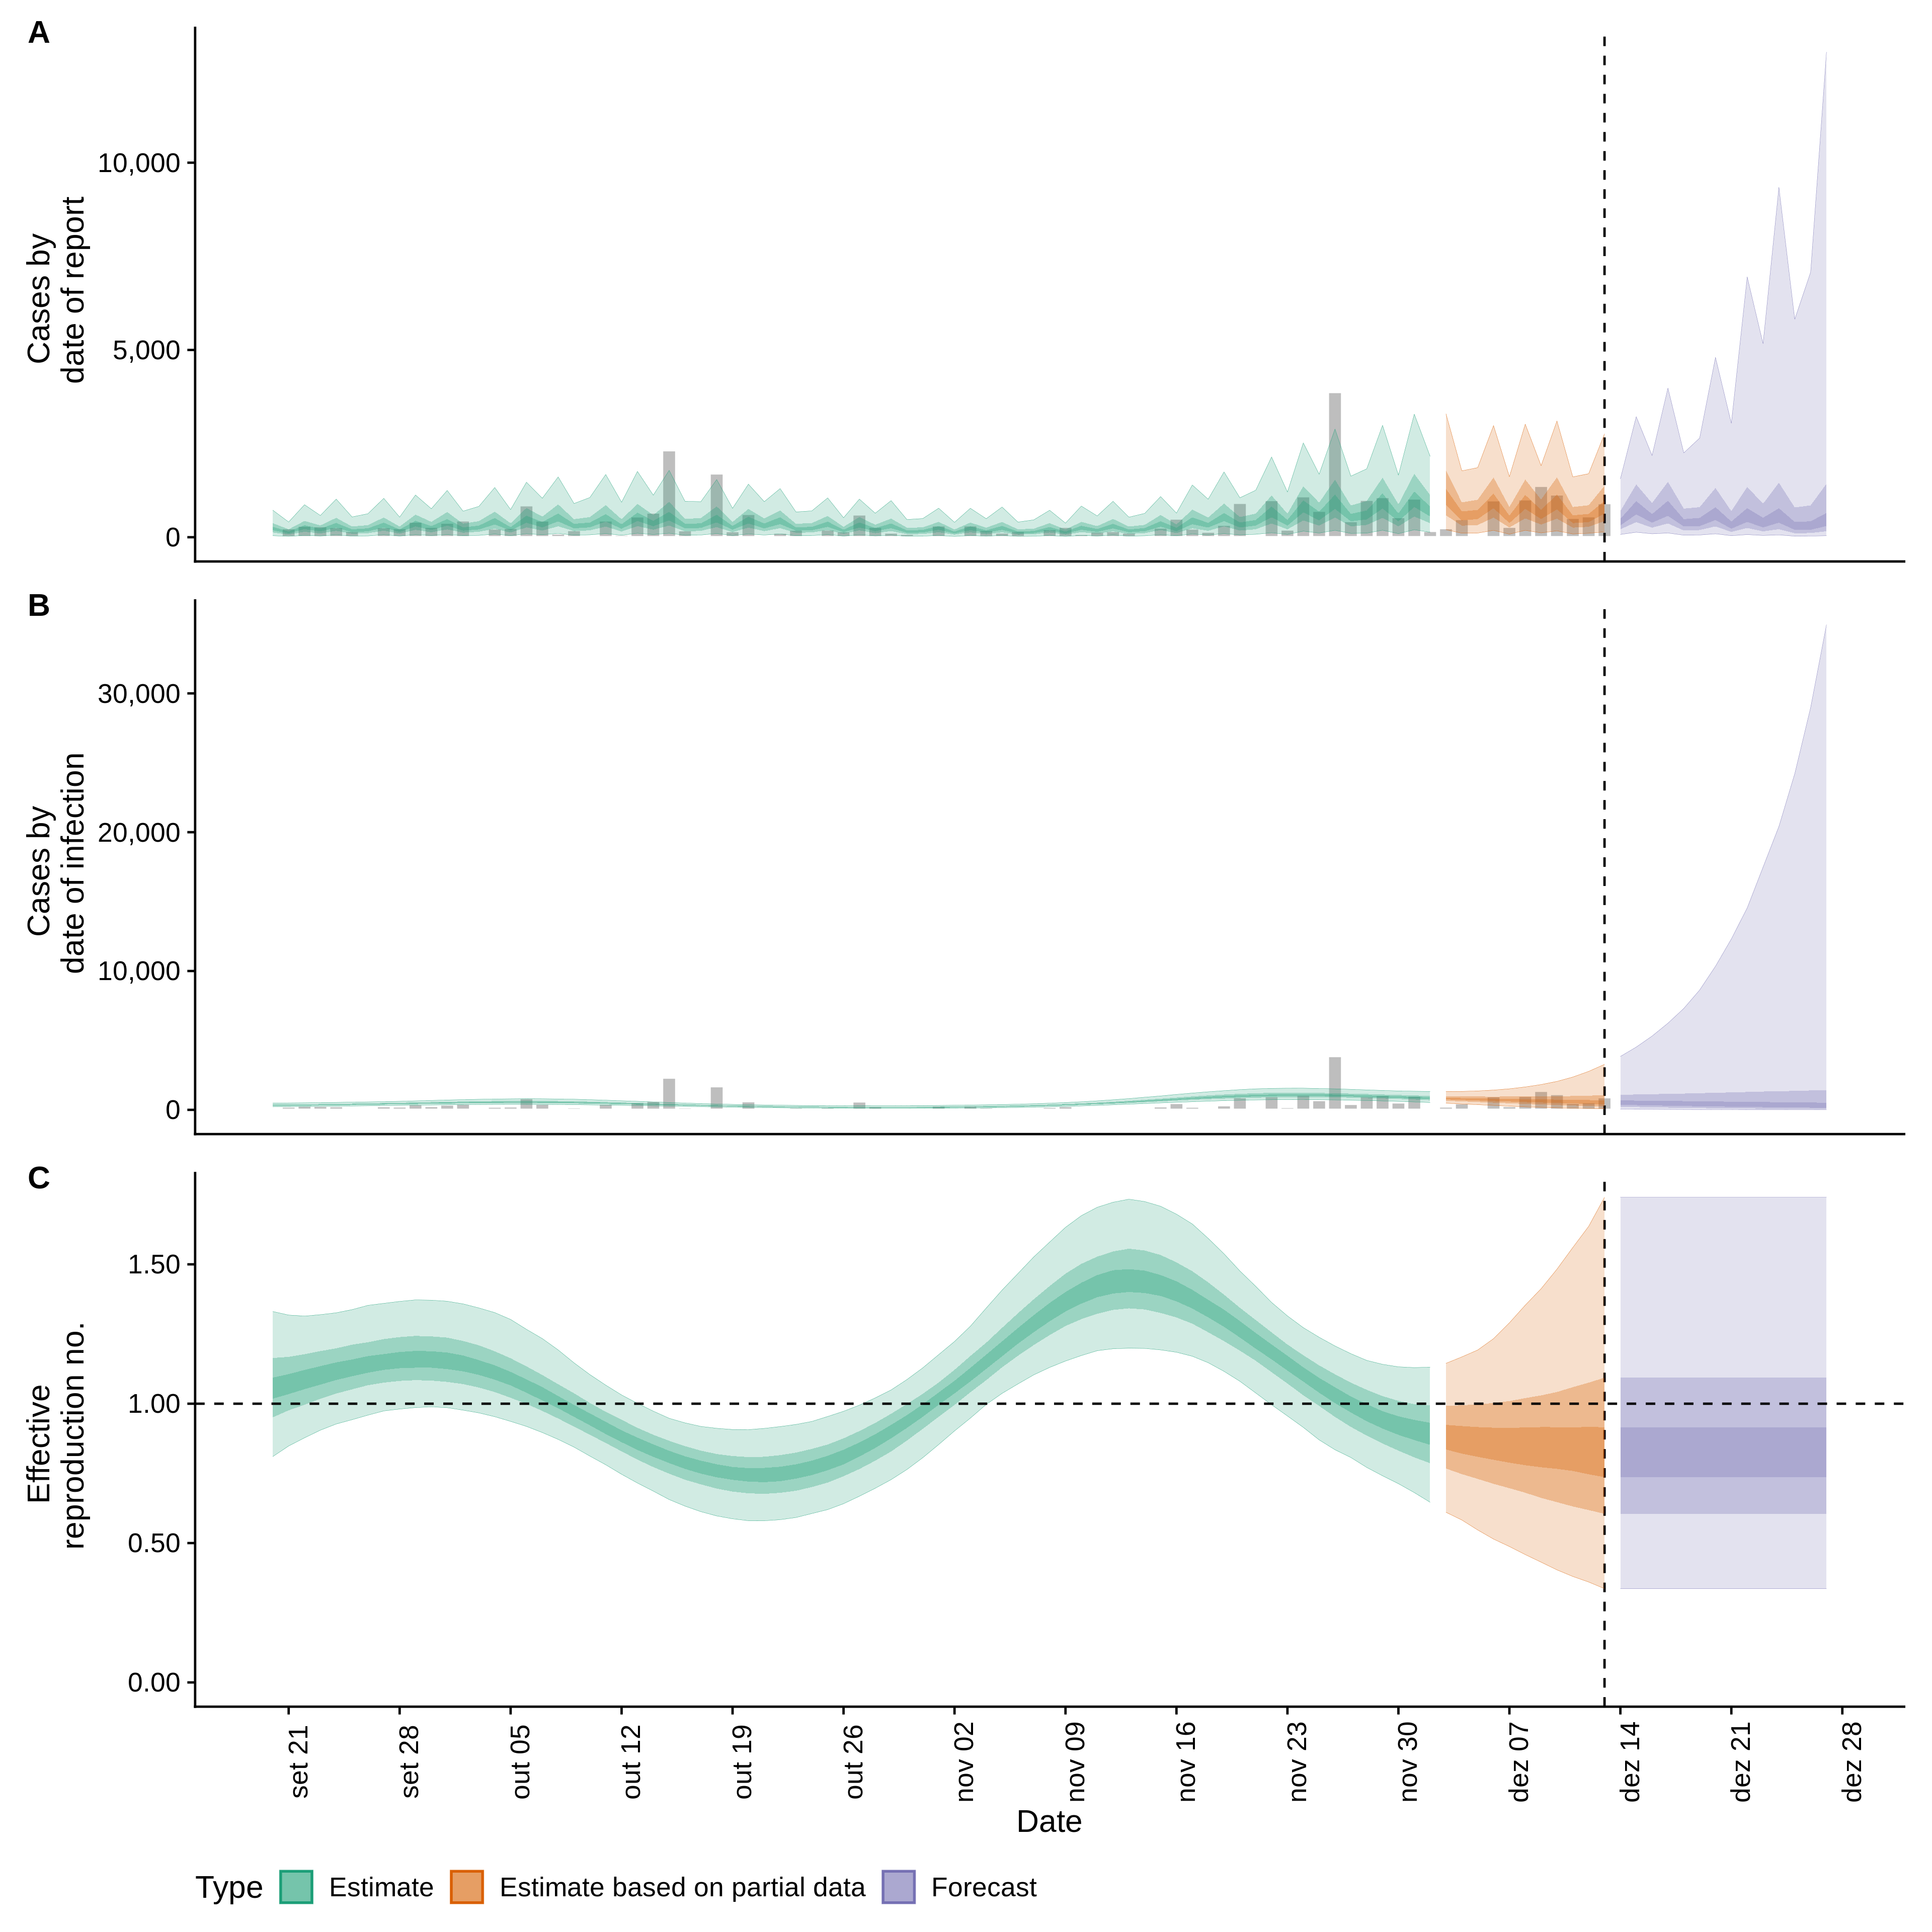 A
Cases by
date of report
10,000
5,000
0
B
Cases by
date of infection
30,000
20,000
10,000
0
C
Effective
reproduction no.
1.50
1.00
0.50
0.00
set 21
set 28
out 05
out 12
out 19
out 26
nov 02
nov 09
nov 16
nov 23
nov 30
dez 07
dez 14
dez 21
dez 28
Date
Type Estimate Estimate based on partial data Forecast